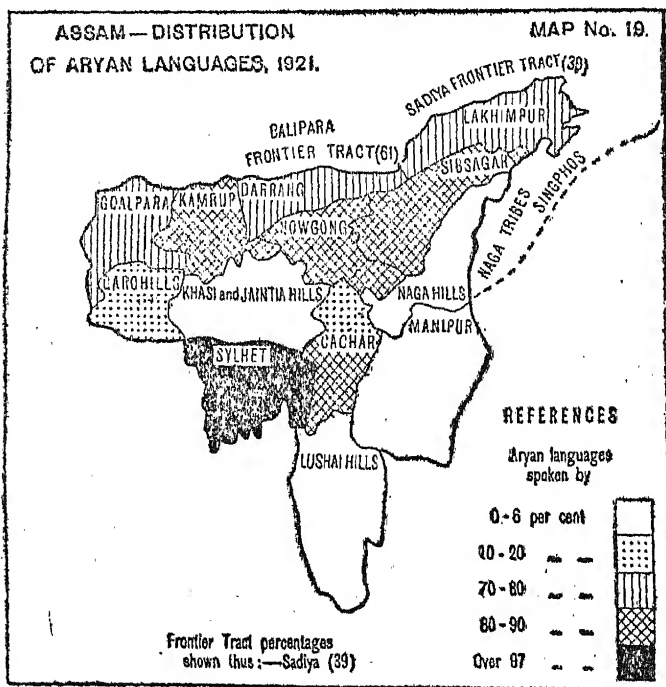 ASSAM — DISTRIBUTION
OF ARYAN LANGUAGES, 1921.
MAP No. 19.
SADIYA FRONTIER TRACT (39)
BALIPARA
FRONTIER TRACT (61)
LAKHIMPUR
SIBSAGAR
GOALPARA
KAMRUP
DARRANG
NOWGONG
NAGA TRIBES
SINGPHOS
GARO HILLS
KHASI and JAINTIA HILLS
NAGA HILLS
MANIPUR
CACHAR
SYLHET
LUSHAI HILLS
REFERENCES
Aryan languages
spoken by
0-6 per cent
10-20 " "
70-80 " "
80-90 " "
Over 97 " "
Frontier Tract percentages
shown thus :—Sadiya (39)